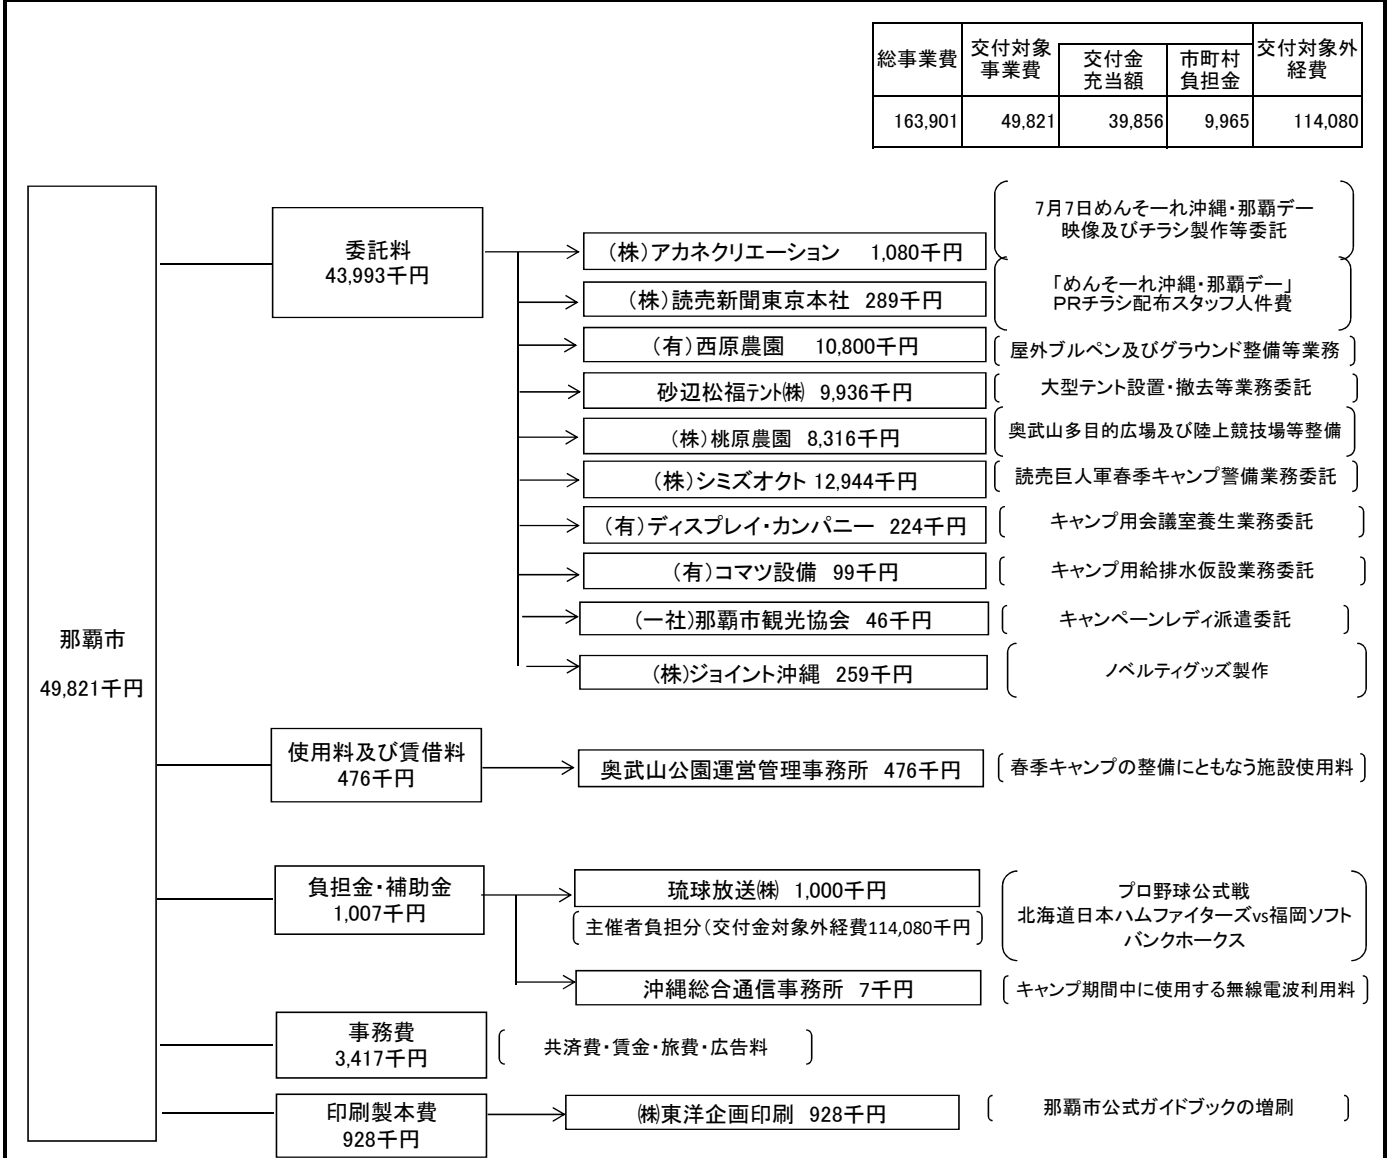 総事業費
交付対象
事業費
交付金
充当額
市町村
負担金
交付対象外
経費
163,901
49,821
39,856
9,965
114,080
那覇市
49,821千円
委託料
43,993千円
（株）アカネクリエーション　1,080千円
7月7日めんそーれ沖縄・那覇デー
映像及びチラシ製作等委託
（株）読売新聞東京本社 289千円
「めんそーれ沖縄・那覇デー」
PRチラシ配布スタッフ人件費
（有）西原農園　10,800千円
屋外ブルペン及びグラウンド整備等業務
砂辺松福テント㈱ 9,936千円
大型テント設置・撤去等業務委託
（株）桃原農園 8,316千円
奥武山多目的広場及び陸上競技場等整備
（株）シミズオクト 12,944千円
読売巨人軍春季キャンプ警備業務委託
（有）ディスプレイ・カンパニー 224千円
キャンプ用会議室養生業務委託
（有）コマツ設備 99千円
キャンプ用給排水仮設業務委託
（一社）那覇市観光協会 46千円
キャンペーンレディ派遣委託
（株）ジョイント沖縄 259千円
ノベルティグッズ製作
使用料及び賃借料
476千円
奥武山公園運営管理事務所 476千円
春季キャンプの整備にともなう施設使用料
負担金・補助金
1,007千円
琉球放送㈱ 1,000千円
主催者負担分（交付金対象外経費114,080千円
プロ野球公式戦
北海道日本ハムファイターズvs福岡ソフト
バンクホークス
沖縄総合通信事務所 7千円
キャンプ期間中に使用する無線電波利用料
事務費
3,417千円
共済費・賃金・旅費・広告料
印刷製本費
928千円
㈱東洋企画印刷 928千円
那覇市公式ガイドブックの増刷